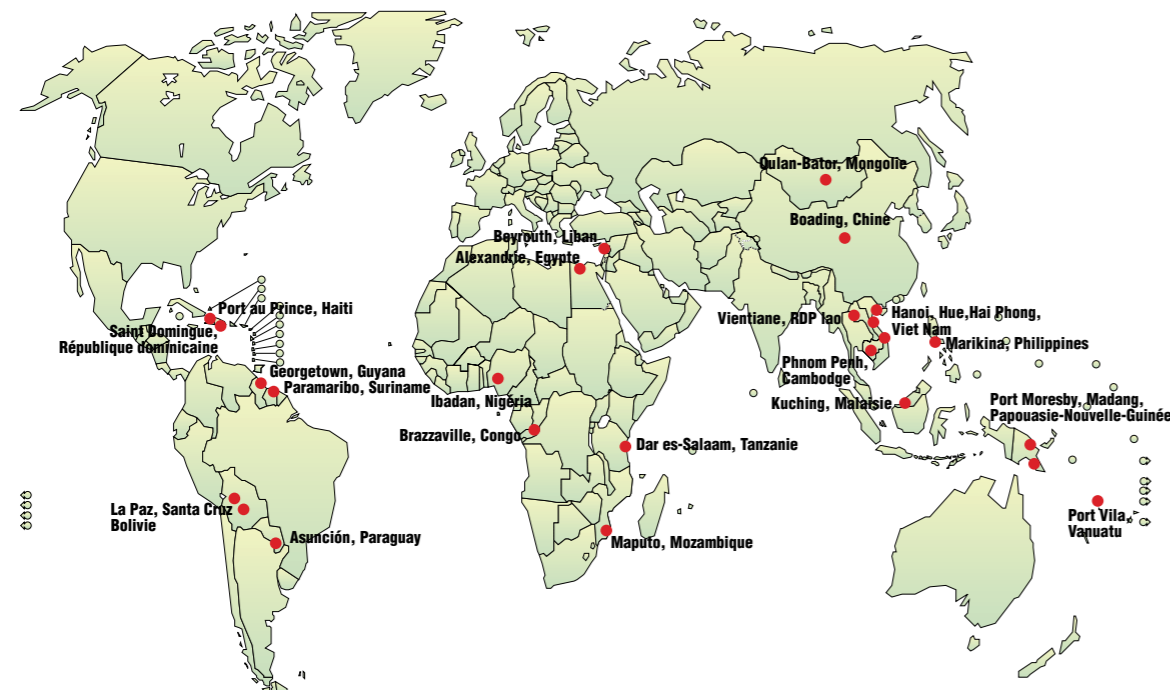 Oulan-Bator, Mongolie
Boading, Chine
Beyrouth, Liban
Alexandrie, Egypte
Port au Prince, Haiti
Saint Domingue,
République dominicaine
Georgetown, Guyana
Paramaribo, Suriname
Ibadan, Nigéria
Brazzaville, Congo
Dar es-Salaam, Tanzanie
Vientiane, RDP lao
Hanoi, Hue,Hai Phong,
Viet Nam
Marikina, Philippines
Phnom Penh,
Cambodge
Kuching, Malaisie
Port Moresby, Madang,
Papouasie-Nouvelle-Guinée
La Paz, Santa Cruz
Bolivie
Asunción, Paraguay
Maputo, Mozambique
Port Vila,
Vanuatu